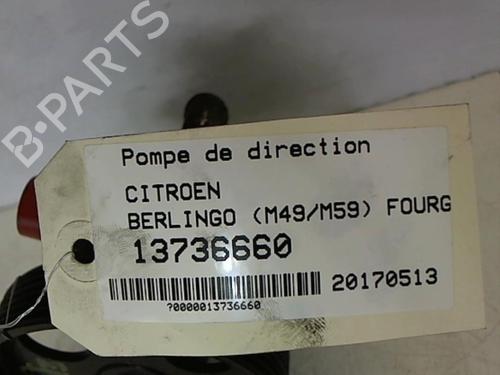 B-PARTS
Pompe de direction
CITROEN
BERLINGO (M49/M59) FOURG
13736660
20170513
?0000013736660